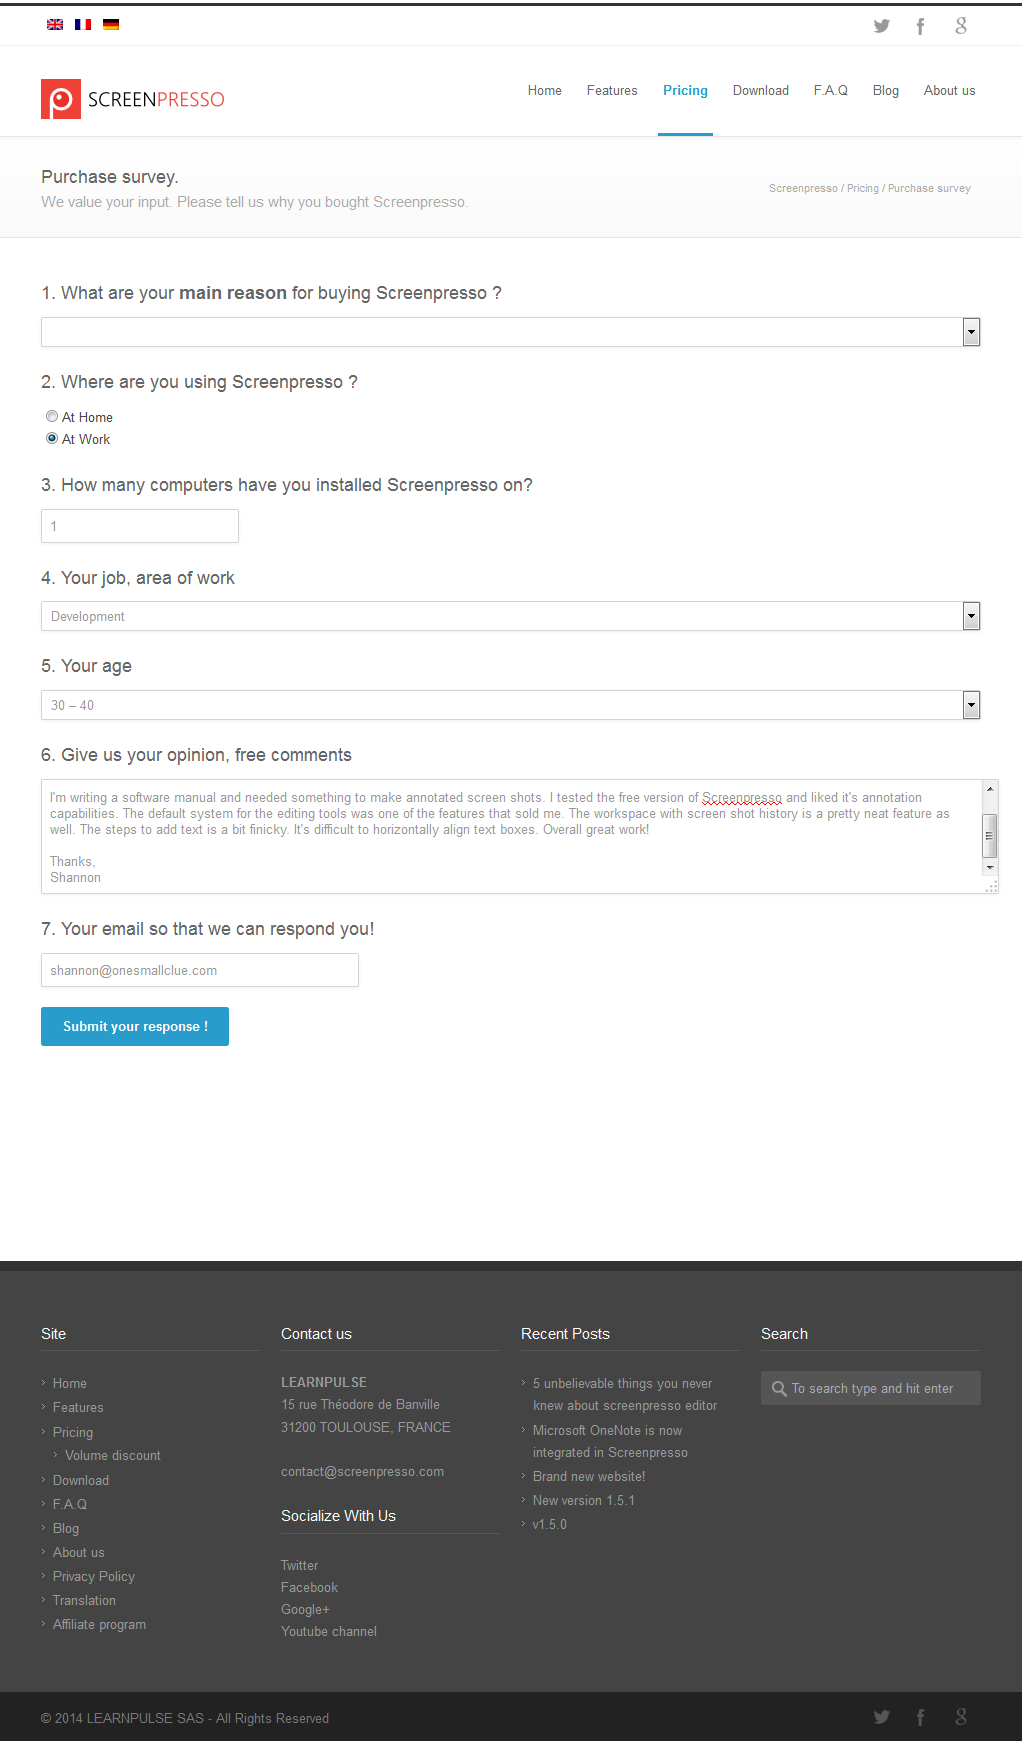 SCREENPRESSO
Home Features Pricing Download F.A.Q Blog About us
Purchase survey.
We value your input. Please tell us why you bought Screenpresso.
Screenpresso / Pricing / Purchase survey
1. What are your main reason for buying Screenpresso ?
2. Where are you using Screenpresso ?
At Home
At Work
3. How many computers have you installed Screenpresso on?
1
4. Your job, area of work
Development
5. Your age
30 – 40
6. Give us your opinion, free comments
I'm writing a software manual and needed something to make annotated screen shots. I tested the free version of Screenpresso and liked it's annotation
capabilities. The default system for the editing tools was one of the features that sold me. The workspace with screen shot history is a pretty neat feature as
well. The steps to add text is a bit finicky. It's difficult to horizontally align text boxes. Overall great work!
Thanks,
Shannon
7. Your email so that we can respond you!
shannon@onesmallclue.com
Submit your response !
Site
Home
Features
Pricing
Volume discount
Download
F.A.Q
Blog
About us
Privacy Policy
Translation
Affiliate program
Contact us
LEARNPULSE
15 rue Théodore de Banville
31200 TOULOUSE, FRANCE
contact@screenpresso.com
Socialize With Us
Twitter
Facebook
Google+
Youtube channel
Recent Posts
5 unbelievable things you never
knew about screenpresso editor
Microsoft OneNote is now
integrated in Screenpresso
Brand new website!
New version 1.5.1
v1.5.0
Search
To search type and hit enter
© 2014 LEARNPULSE SAS - All Rights Reserved